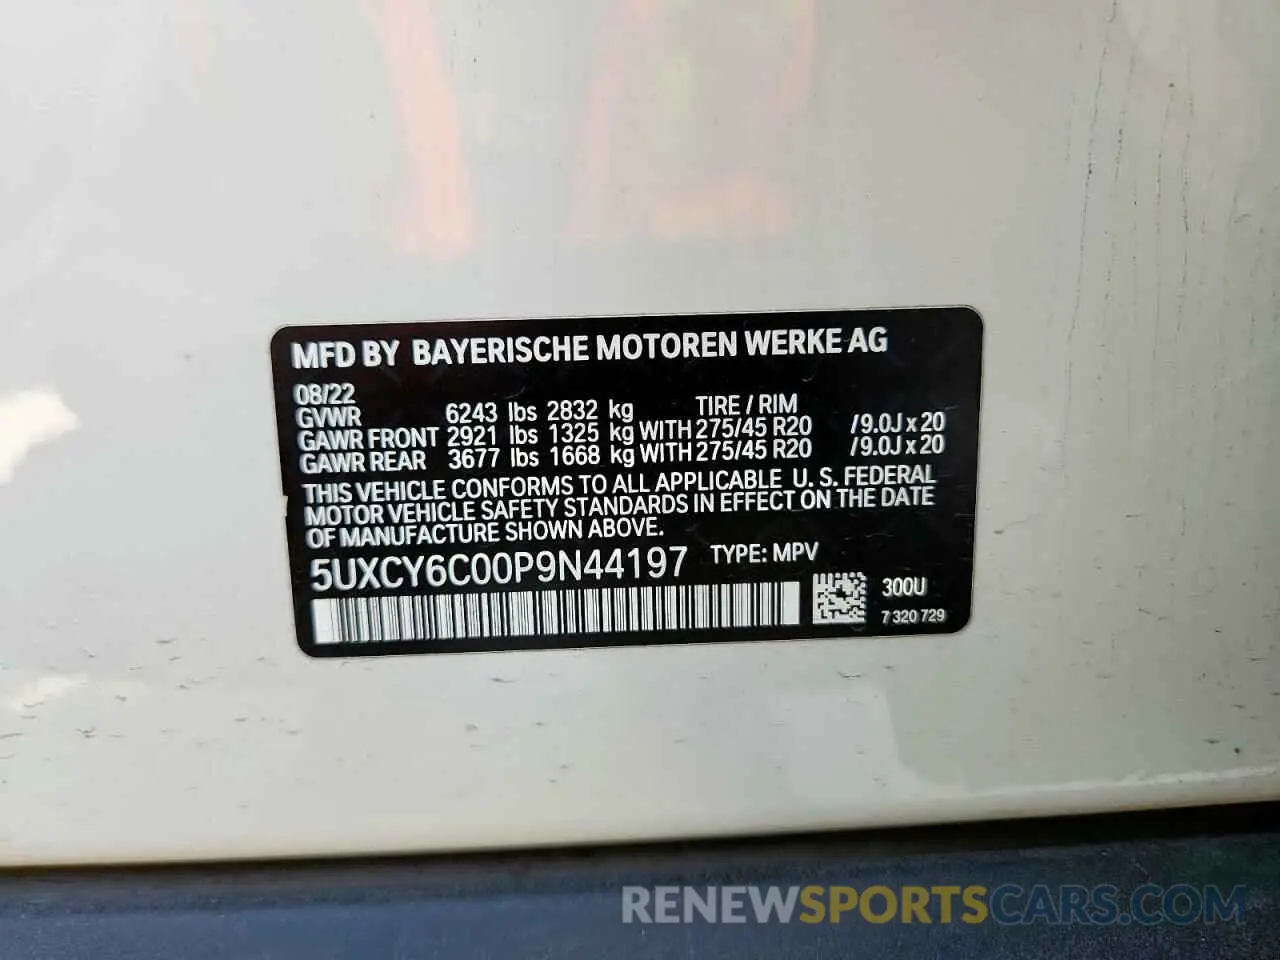 MFD BY BAYERISCHE MOTOREN WERKE AG
08/22
GVWR 6243 lbs 2832 kg TIRE / RIM
GAWR FRONT 2921 lbs 1325 kg WITH 275/45 R20 /9.0J x 20
GAWR REAR 3677 lbs 1668 kg WITH 275/45 R20 /9.0J x 20
THIS VEHICLE CONFORMS TO ALL APPLICABLE U. S. FEDERAL
MOTOR VEHICLE SAFETY STANDARDS IN EFFECT ON THE DATE
OF MANUFACTURE SHOWN ABOVE.
5UXCY6C00P9N44197 TYPE: MPV
300U
7 320 729
RENEWSPORTSCARS.COM